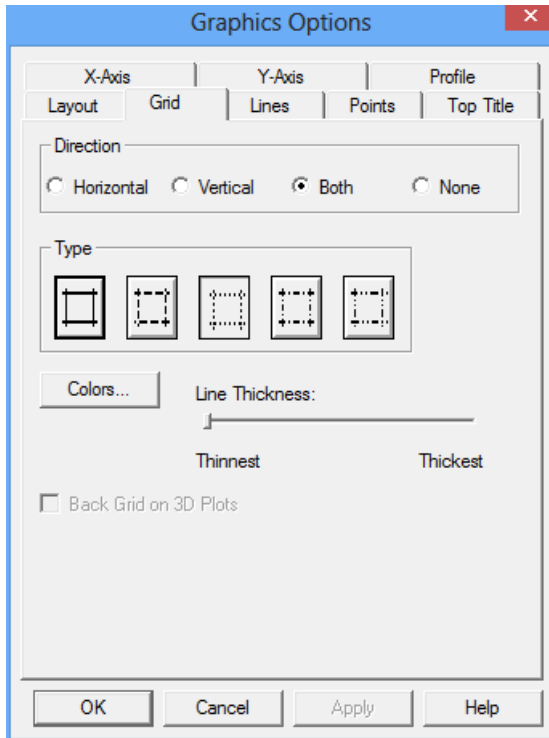 Graphics Options
X-Axis Y-Axis Profile
Layout Grid Lines Points Top Title
Direction
Horizontal Vertical Both None
Type
Colors... Line Thickness:
Thinnest Thickest
Back Grid on 3D Plots
OK Cancel Apply Help